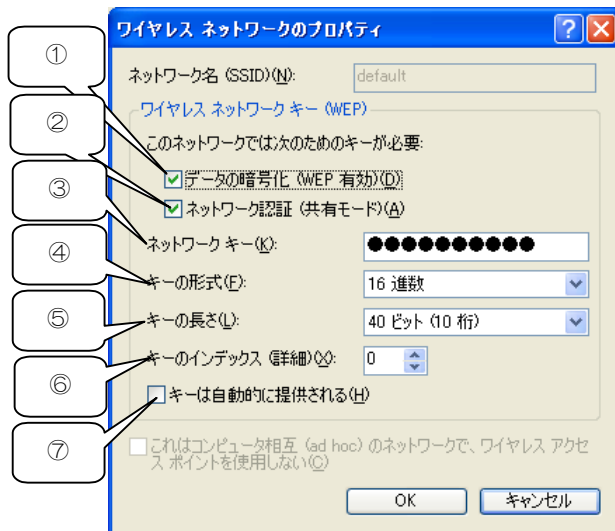 ワイヤレス ネットワークのプロパティ
①
ネットワーク名 (SSID)(N):
default
ワイヤレス ネットワーク キー (WEP)
②
このネットワークでは次のためのキーが必要:
データの暗号化 (WEP 有効)(D)
③
ネットワーク認証 (共有モード)(A)
ネットワーク キー(K):
●●●●●●●●●●
④
キーの形式(F):
16 進数
⑤
キーの長さ(L):
40 ビット (10 桁)
⑥
キーのインデックス (詳細)(X):
0
キーは自動的に提供される(H)
⑦
これはコンピュータ相互 (ad hoc) のネットワークで、ワイヤレス アクセ
ス ポイントを使用しない(C)
OK
キャンセル